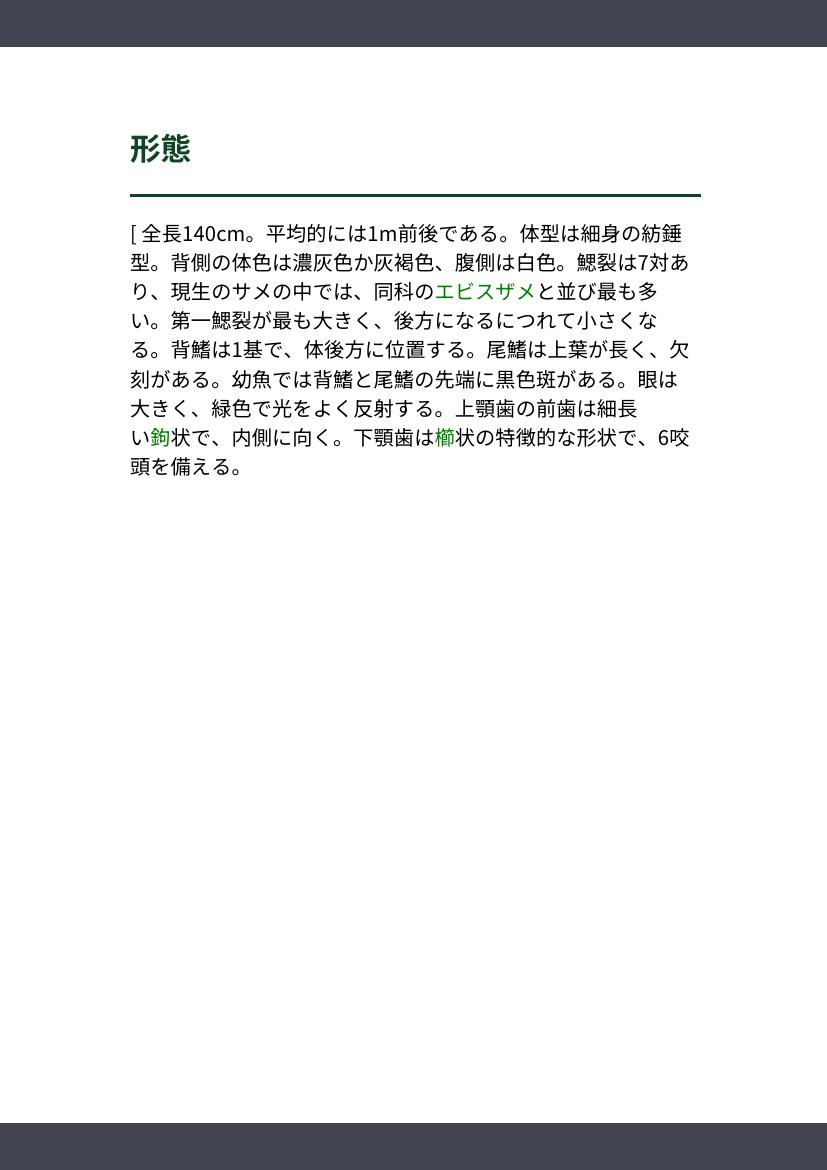 形態
[ 全長140cm。平均的には1m前後である。体型は細身の紡錘
型。背側の体色は濃灰色か灰褐色、腹側は白色。鰓裂は7対あ
り、現生のサメの中では、同科のエビスザメと並び最も多
い。第一鰓裂が最も大きく、後方になるにつれて小さくな
る。背鰭は1基で、体後方に位置する。尾鰭は上葉が長く、欠
刻がある。幼魚では背鰭と尾鰭の先端に黒色斑がある。眼は
大きく、緑色で光をよく反射する。上顎歯の前歯は細長
い鉤状で、内側に向く。下顎歯は櫛状の特徴的な形状で、6咬
頭を備える。